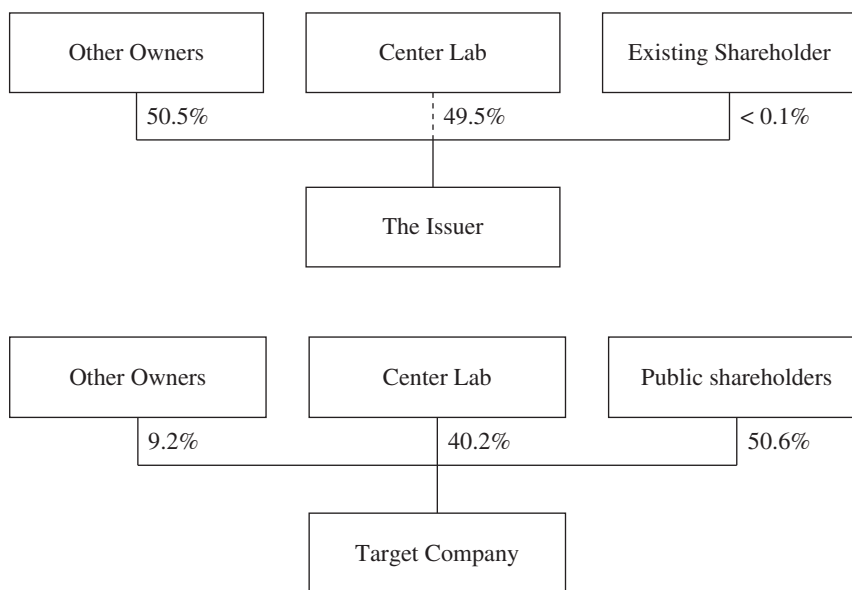 Other Owners
Center Lab
Existing Shareholder
50.5%
49.5%
< 0.1%
The Issuer
Other Owners
Center Lab
Public shareholders
9.2%
40.2%
50.6%
Target Company